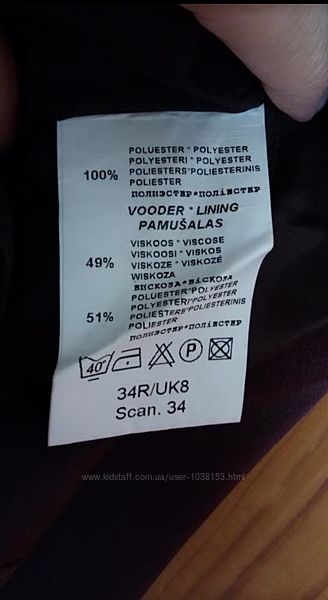 100% POLUESTER * POLYESTER
POLYESTERI * POLYESTER
POLIESTERS*POLIESTERINIS
POLIESTER
ПОЛИЭСТЕР*ПОЛІЕСТЕР
VOODER * LINING
PAMUŠALAS
49% VISKOOS * VISCOSE
VISKOOSI * VISKOS
VISKOZE * VISKOZĖ
WISKOZA
ВИСКОЗА*ВІСКОЗА
51% POLUESTER*POLYESTER
POLYESTERI*POLYESTER
POLIESTERS*POLIESTERINIS
POLIESTER
ПОЛИЭСТЕР*ПОЛІЕСТЕР
40° P
34R/UK8
Scan. 34
www.kidstaff.com.ua/user-1038153.html